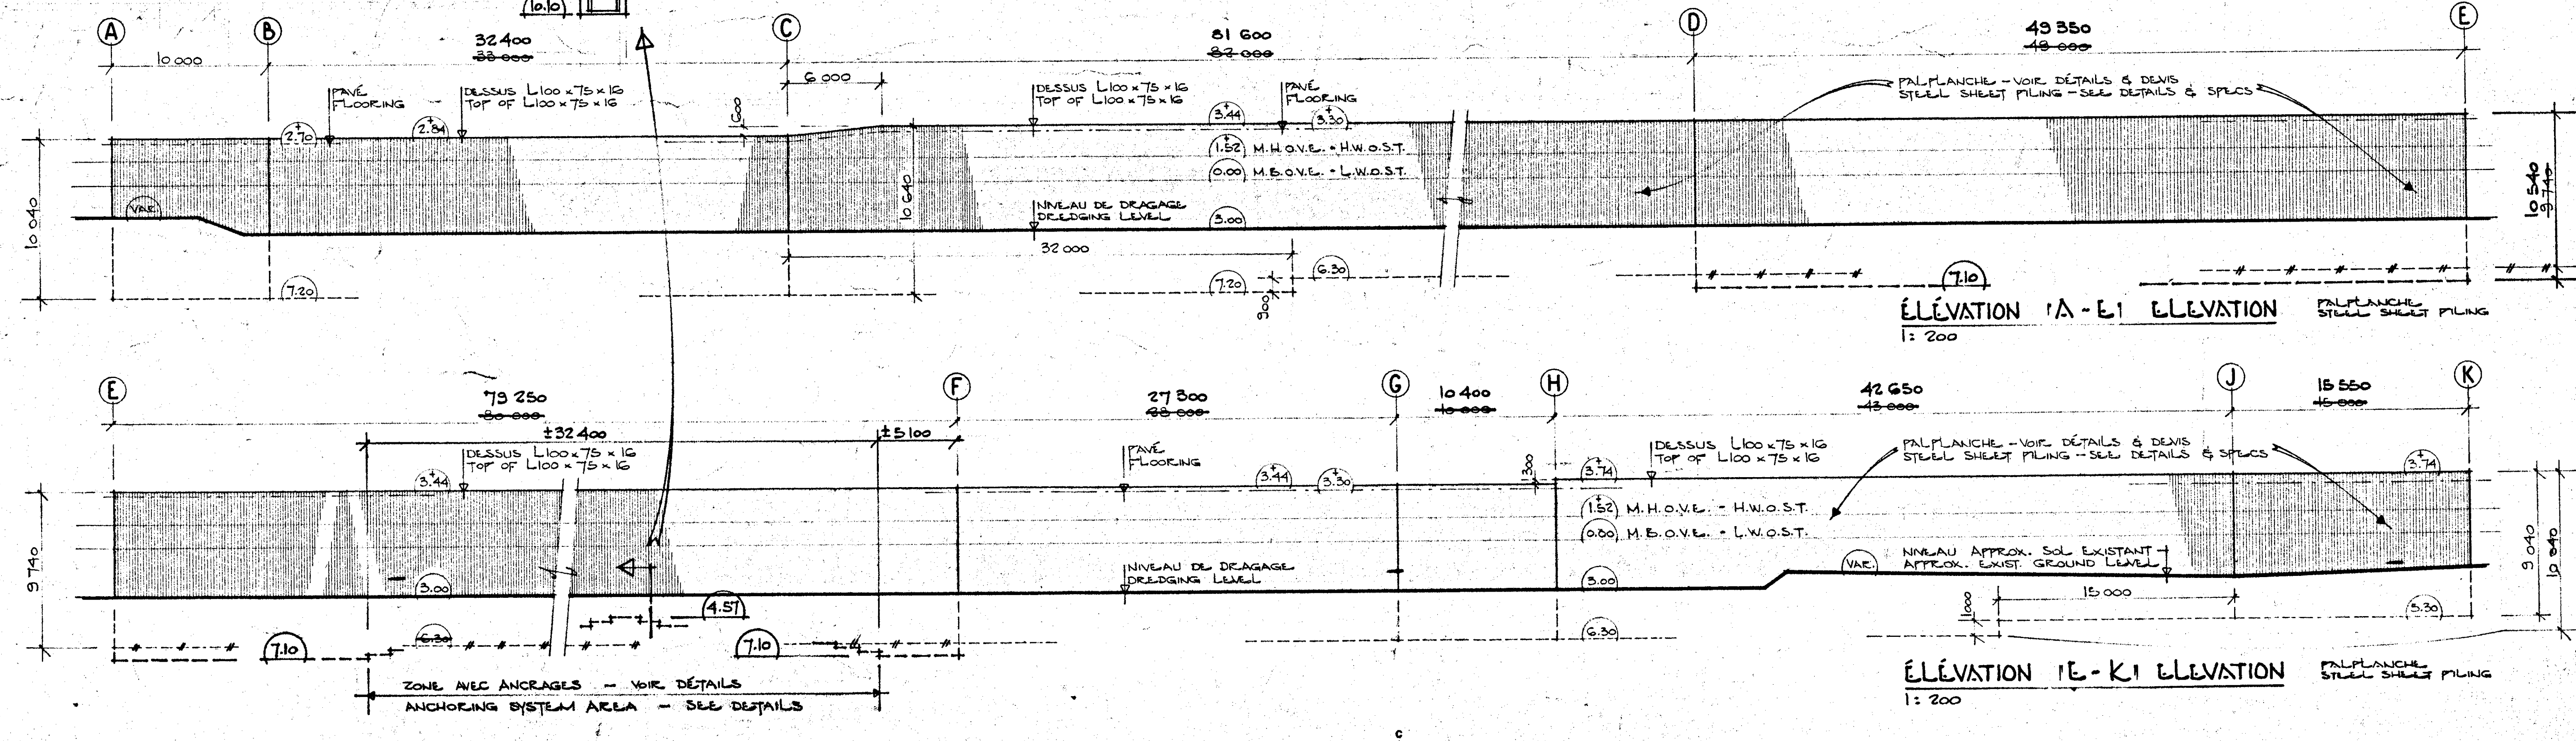 10.10
A B C D E
10 000
32 400
33 000
81 600
82 000
49 350
49 000
6 000
600
PAVÉ
FLOORING
DESSUS L100 x 75 x 16
TOP OF L100 x 75 x 16
DESSUS L100 x 75 x 16
TOP OF L100 x 75 x 16
PAVÉ
FLOORING
PALPLANCHE - VOIR DÉTAILS & DEVIS
STEEL SHEET PILING - SEE DETAILS & SPECS
+2.70
+2.84
+3.44
+3.30
1.52 M.H.O.V.E. - H.W.O.S.T.
0.00 M.B.O.V.E. - L.W.O.S.T.
VAR.
10 040
10 640
10 540
9 740
NIVEAU DE DRAGAGE
DREDGING LEVEL
3.00
32 000
6.30
7.20
7.20
900
7.10
ÉLÉVATION 'A-E' ELEVATION
1: 200
PALPLANCHE
STEEL SHEET PILING
E F G H J K
79 250
80 000
27 300
28 000
10 400
10 000
42 650
43 000
15 550
15 000
±32 400
±5 100
DESSUS L100 x 75 x 16
TOP OF L100 x 75 x 16
+3.44
PAVÉ
FLOORING
+3.44
+3.30
300
+3.74
DESSUS L100 x 75 x 16
TOP OF L100 x 75 x 16
PALPLANCHE - VOIR DÉTAILS & DEVIS
STEEL SHEET PILING - SEE DETAILS & SPECS
+3.74
+1.52 M.H.O.V.E. - H.W.O.S.T.
0.00 M.B.O.V.E. - L.W.O.S.T.
9 740
3.00
NIVEAU DE DRAGAGE
DREDGING LEVEL
3.00
VAR.
NIVEAU APPROX. SOL EXISTANT
APPROX. EXIST. GROUND LEVEL
9 040
10 040
4.57
6.30
7.10
7.10
6.30
1000
15 000
5.30
ZONE AVEC ANCRAGES - VOIR DÉTAILS
ANCHORING SYSTEM AREA - SEE DETAILS
ÉLÉVATION 'E-K' ELEVATION
1: 200
PALPLANCHE
STEEL SHEET PILING
c